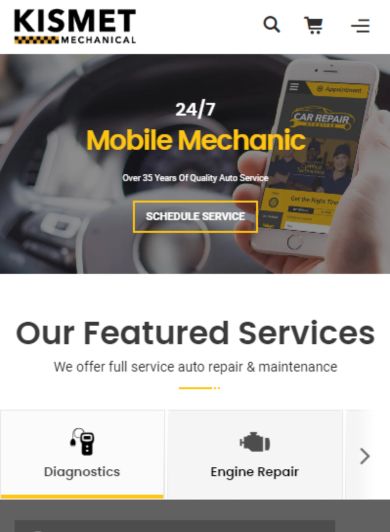 KISMET
MECHANICAL
Appointment
24/7
CAR REPAIR
Mobile Mechanic
Over 35 Years Of Quality Auto Service
Get the Right Tow
SCHEDULE SERVICE
Our Featured Services
We offer full service auto repair & maintenance
Diagnostics
Engine Repair